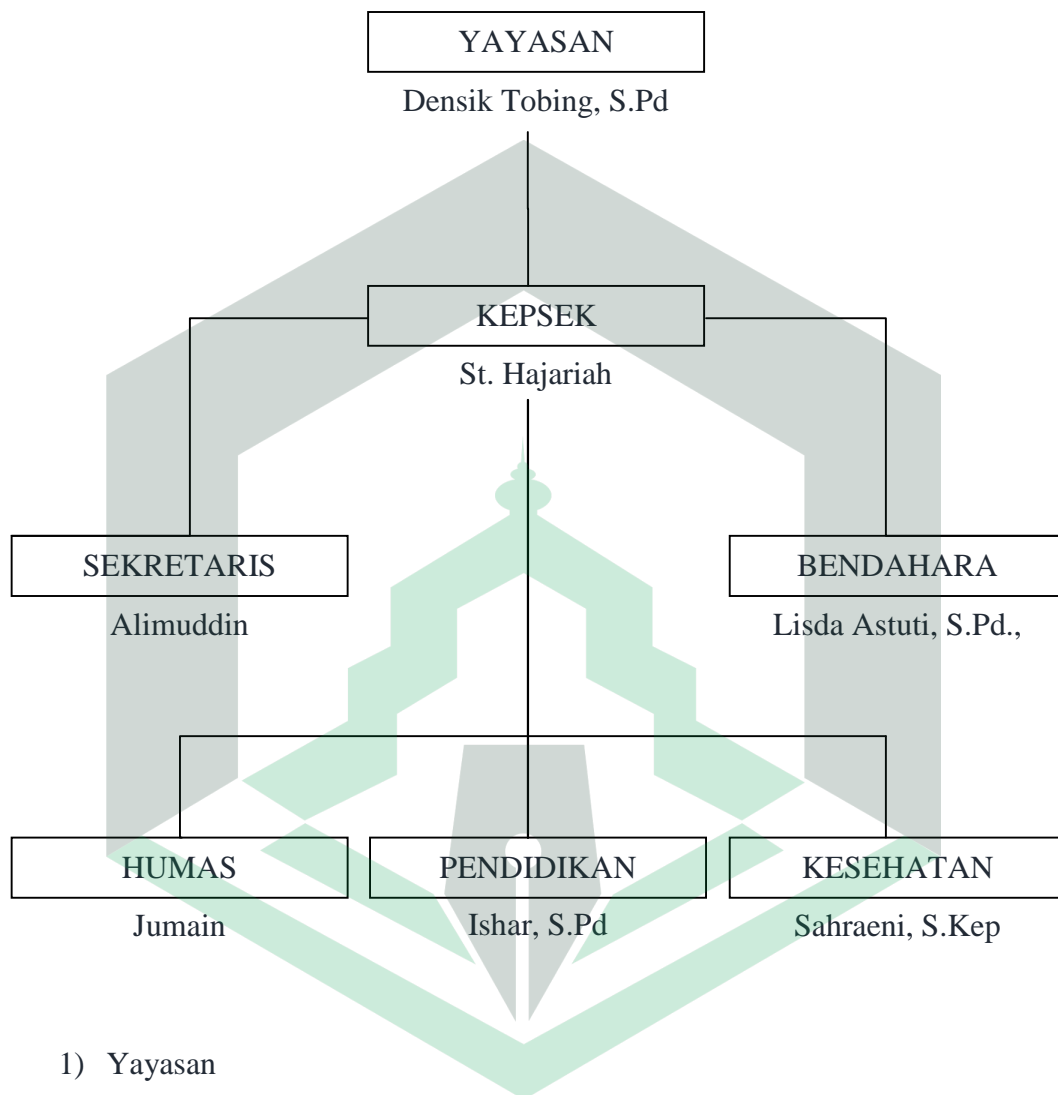 YAYASAN
Densik Tobing, S.Pd
KEPSEK
St. Hajariah
SEKRETARIS
Alimuddin
BENDAHARA
Lisda Astuti, S.Pd.,
HUMAS
Jumain
PENDIDIKAN
Ishar, S.Pd
KESEHATAN
Sahraeni, S.Kep
1) Yayasan